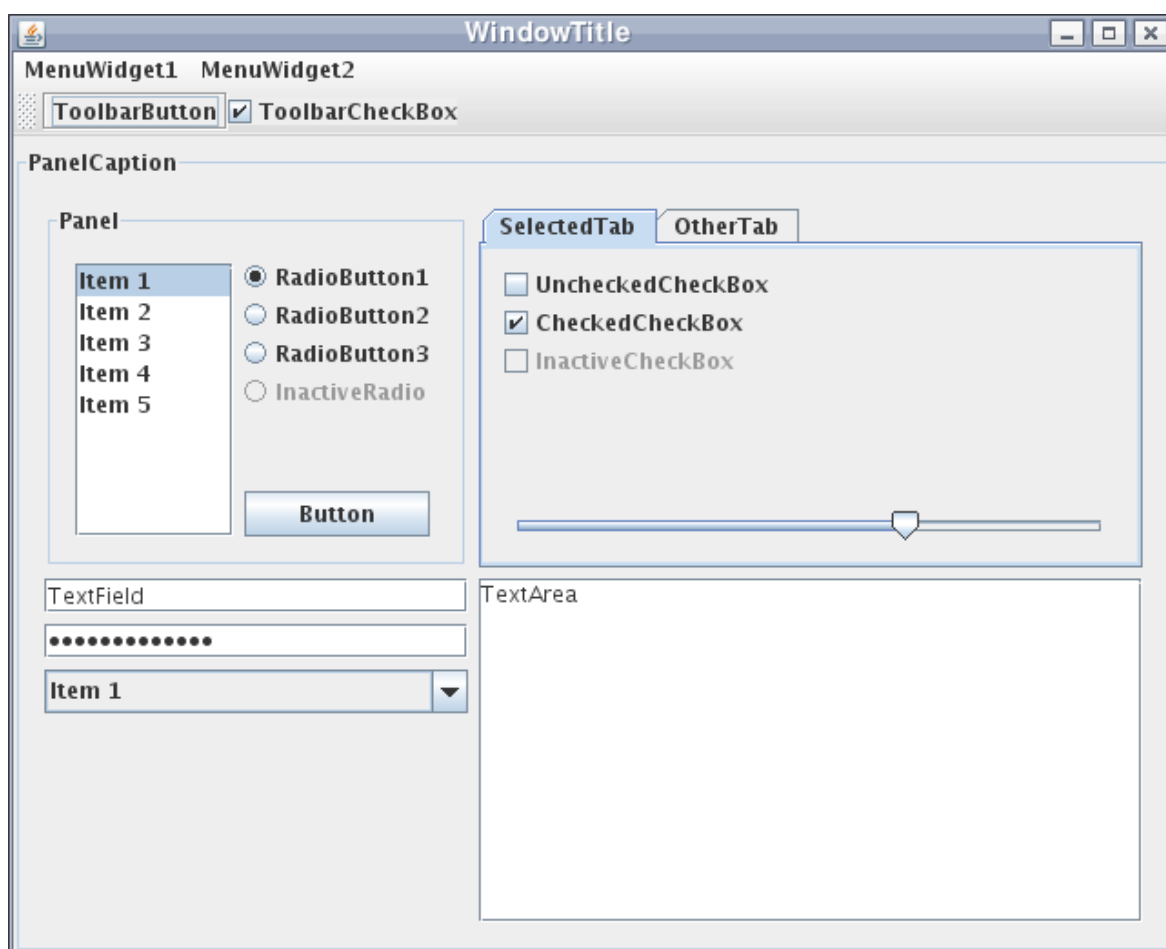 WindowTitle
MenuWidget1 MenuWidget2
ToolbarButton ToolbarCheckBox
PanelCaption
Panel
Item 1
Item 2
Item 3
Item 4
Item 5
RadioButton1
RadioButton2
RadioButton3
InactiveRadio
Button
SelectedTab OtherTab
UncheckedCheckBox
CheckedCheckBox
InactiveCheckBox
TextField
•••••••••••••
Item 1
TextArea